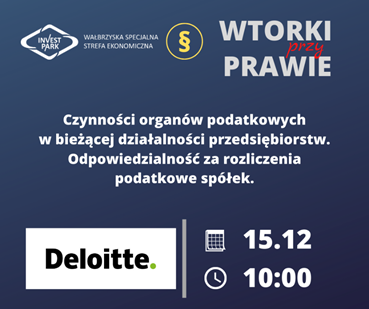 INVEST
PARK
WAŁBRZYSKA SPECJALNA
STREFA EKONOMICZNA
§
WTORKI
przy
PRAWIE
Czynności organów podatkowych
w bieżącej działalności przedsiębiorstw.
Odpowiedzialność za rozliczenia
podatkowe spółek.
Deloitte.
15.12
10:00